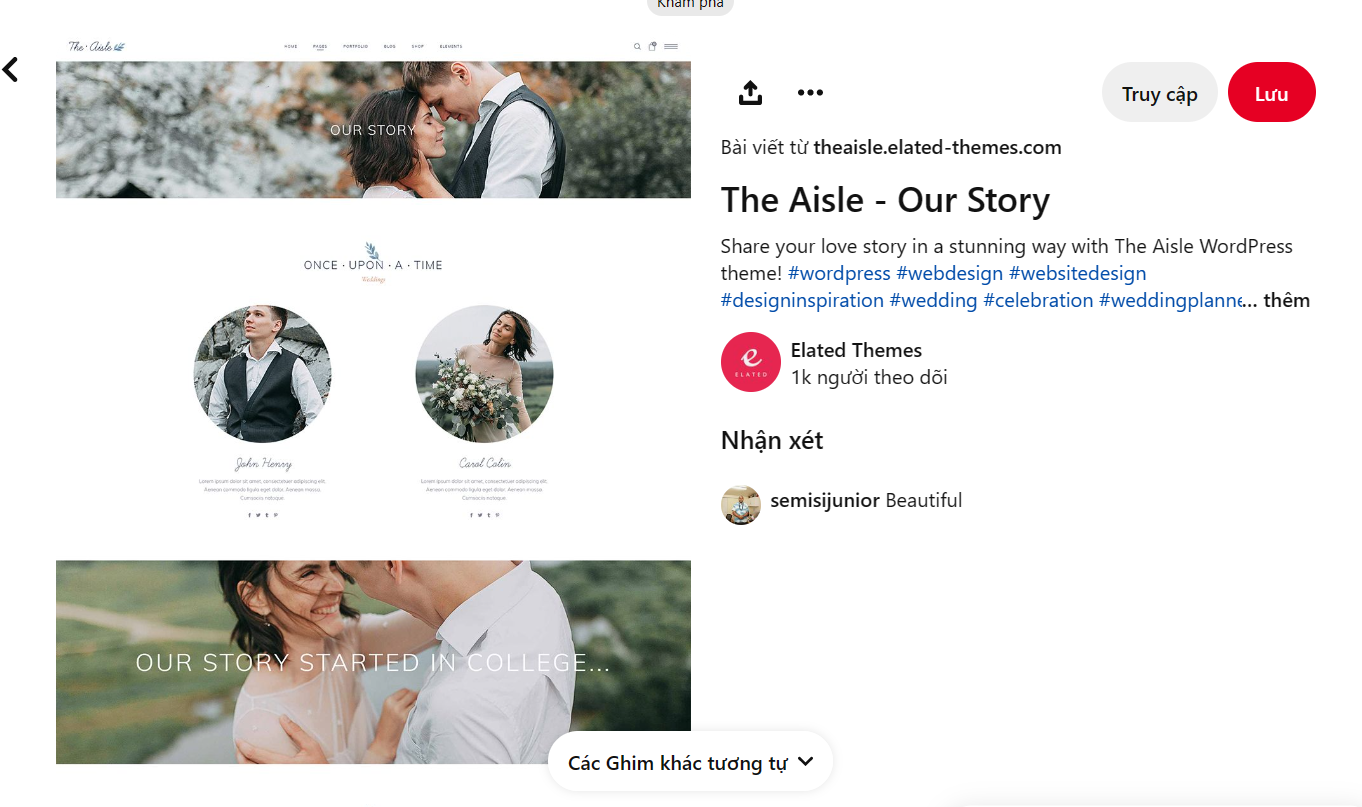 Khám phá
The · Aisle
HOME PAGES PORTFOLIO BLOG SHOP ELEMENTS
OUR STORY
ONCE · UPON · A · TIME
Weddings
John Henry
Lorem ipsum dolor sit amet, consectetuer adipiscing elit.
Aenean commodo ligula eget dolor. Aenean massa.
Cumsociis natoque
Carol Colin
Lorem ipsum dolor sit amet, consectetuer adipiscing elit.
Aenean commodo ligula eget dolor. Aenean massa.
Cumsociis natoque
OUR STORY STARTED IN COLLEGE...
Truy cập
Lưu
Bài viết từ theaisle.elated-themes.com
The Aisle - Our Story
Share your love story in a stunning way with The Aisle WordPress
theme! #wordpress #webdesign #websitedesign
#designinspiration #wedding #celebration #weddingplann... thêm
e
ELATED
Elated Themes
1k người theo dõi
Nhận xét
semisijunior Beautiful
Các Ghim khác tương tự